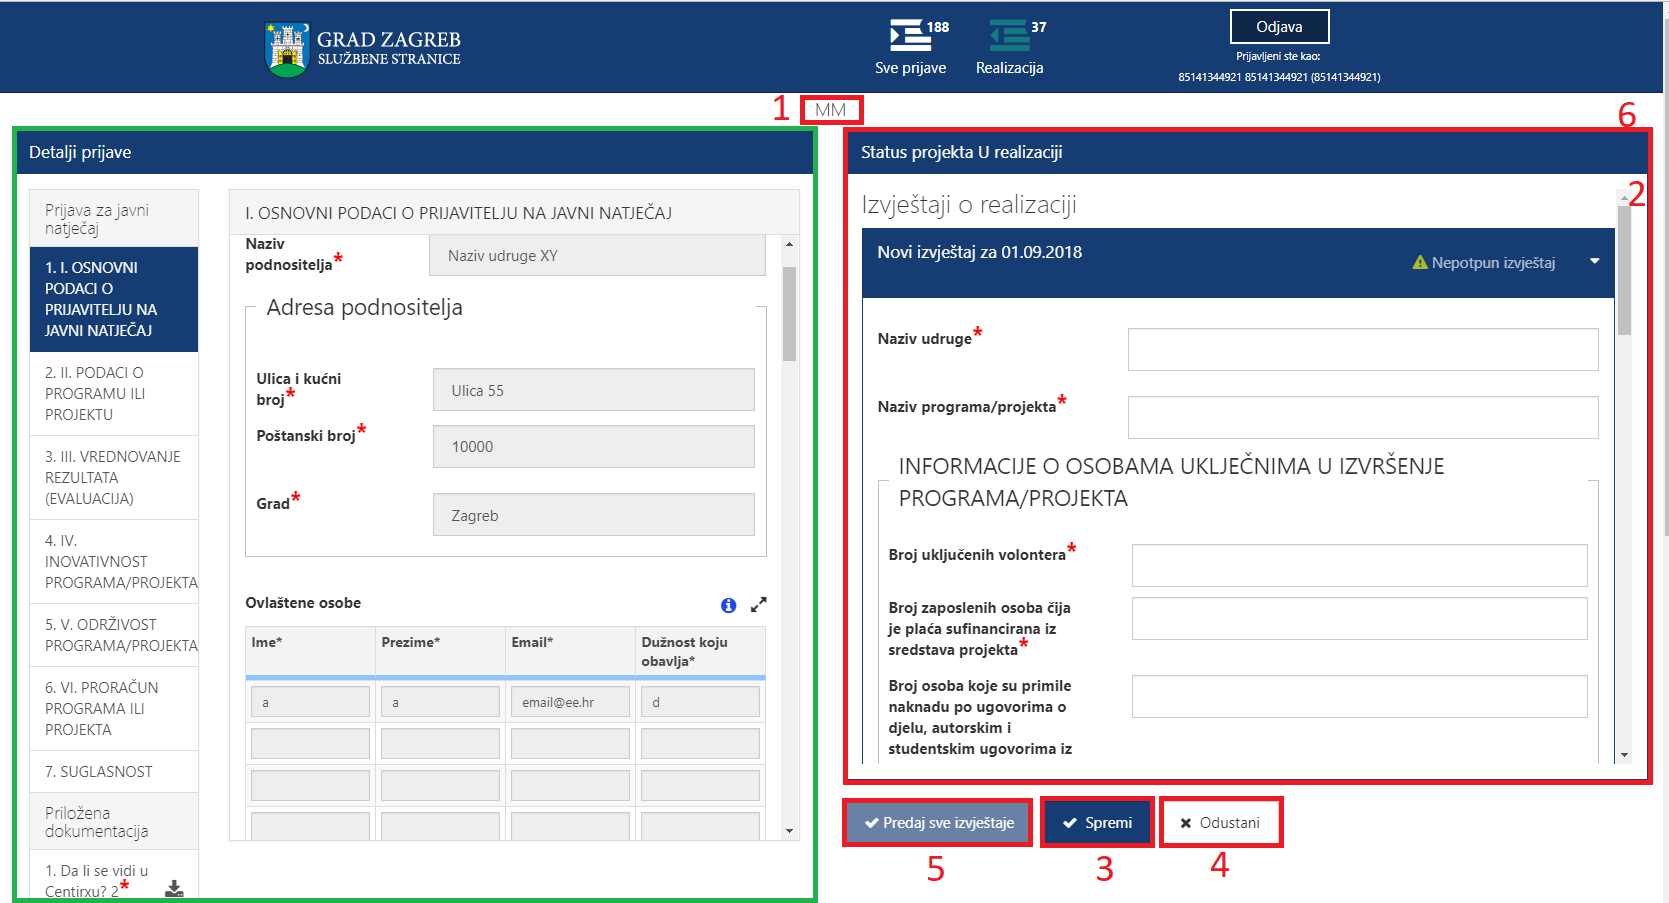 GRAD ZAGREB
SLUŽBENE STRANICE
188
Sve prijave
37
Realizacija
Odjava
Prijavljeni ste kao:
85141344921 85141344921 (85141344921)
1
MM
6
Detalji prijave
Prijava za javni
natječaj
1. I. OSNOVNI
PODACI O
PRIJAVITELJU NA
JAVNI NATJEČAJ
2. II. PODACI O
PROGRAMU ILI
PROJEKTU
3. III. VREDNOVANJE
REZULTATA
(EVALUACIJA)
4. IV.
INOVATIVNOST
PROGRAMA/PROJEKTA
5. V. ODRŽIVOST
PROGRAMA/PROJEKTA
6. VI. PRORAČUN
PROGRAMA ILI
PROJEKTA
7. SUGLASNOST
Priložena
dokumentacija
1. Da li se vidi u
Centirxu? 2*
I. OSNOVNI PODACI O PRIJAVITELJU NA JAVNI NATJEČAJ
Naziv
podnositelja*
Naziv udruge XY
Adresa podnositelja
Ulica i kućni
broj*
Ulica 55
Poštanski broj*
10000
Grad*
Zagreb
Ovlaštene osobe
Ime* Prezime* Email* Dužnost koju
obavlja*
a a email@ee.hr d
Status projekta U realizaciji
2
Izvještaji o realizaciji
Novi izvještaj za 01.09.2018
Nepotpun izvještaj
Naziv udruge*
Naziv programa/projekta*
INFORMACIJE O OSOBAMA UKLJEČNIMA U IZVRŠENJE
PROGRAMA/PROJEKTA
Broj uključenih volontera*
Broj zaposlenih osoba čija
je plaća sufinancirana iz
sredstava projekta*
Broj osoba koje su primile
naknadu po ugovorima o
djelu, autorskim i
studentskim ugovorima iz
Predaj sve izvještaje
Spremi
Odustani
5
3
4